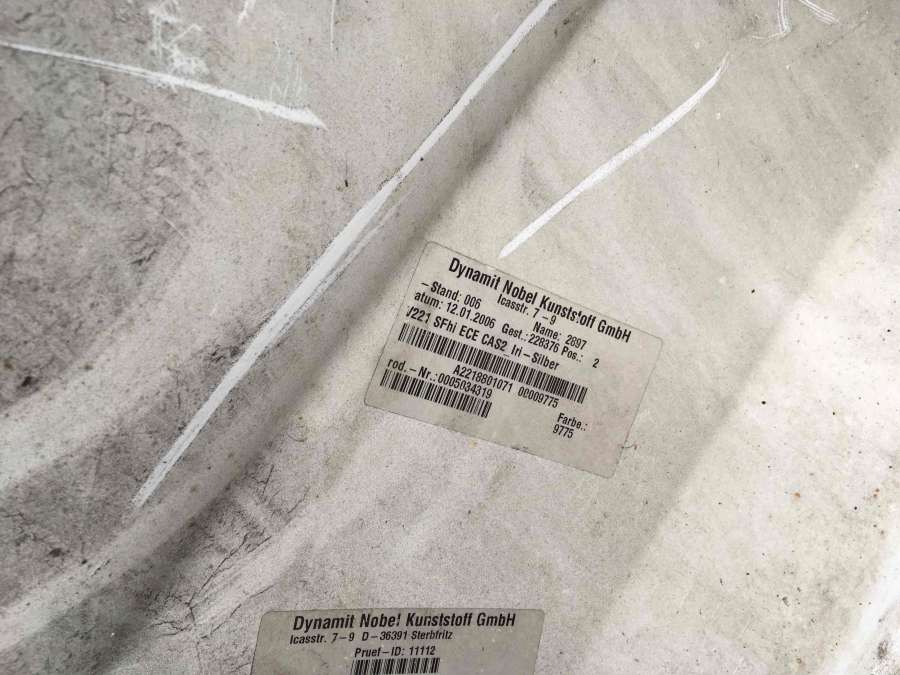 Dynamit Nobel Kunststoff GmbH
Icasstr. 7-9
-Stand: 006 Name: 2697
atum: 12.01.2006 Gest.: 228376 Pos.: 2
V221 SFhi ECE CAS2 Iri-Silber
A2218801071 00009775
rod.-Nr.:0005034319
Farbe.:
9775
Dynamit Nobel Kunststoff GmbH
Icasstr. 7-9 D-36391 Sterbfritz
Pruef-ID: 11112